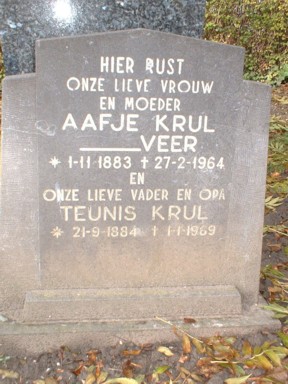 HIER RUST
ONZE LIEVE VROUW
EN MOEDER
AAFJE KRUL
VEER
* 1-11 1883 † 27-2-1964
EN
ONZE LIEVE VADER EN OPA
TEUNIS KRUL
* 21-9-1884 † 1-1-1969